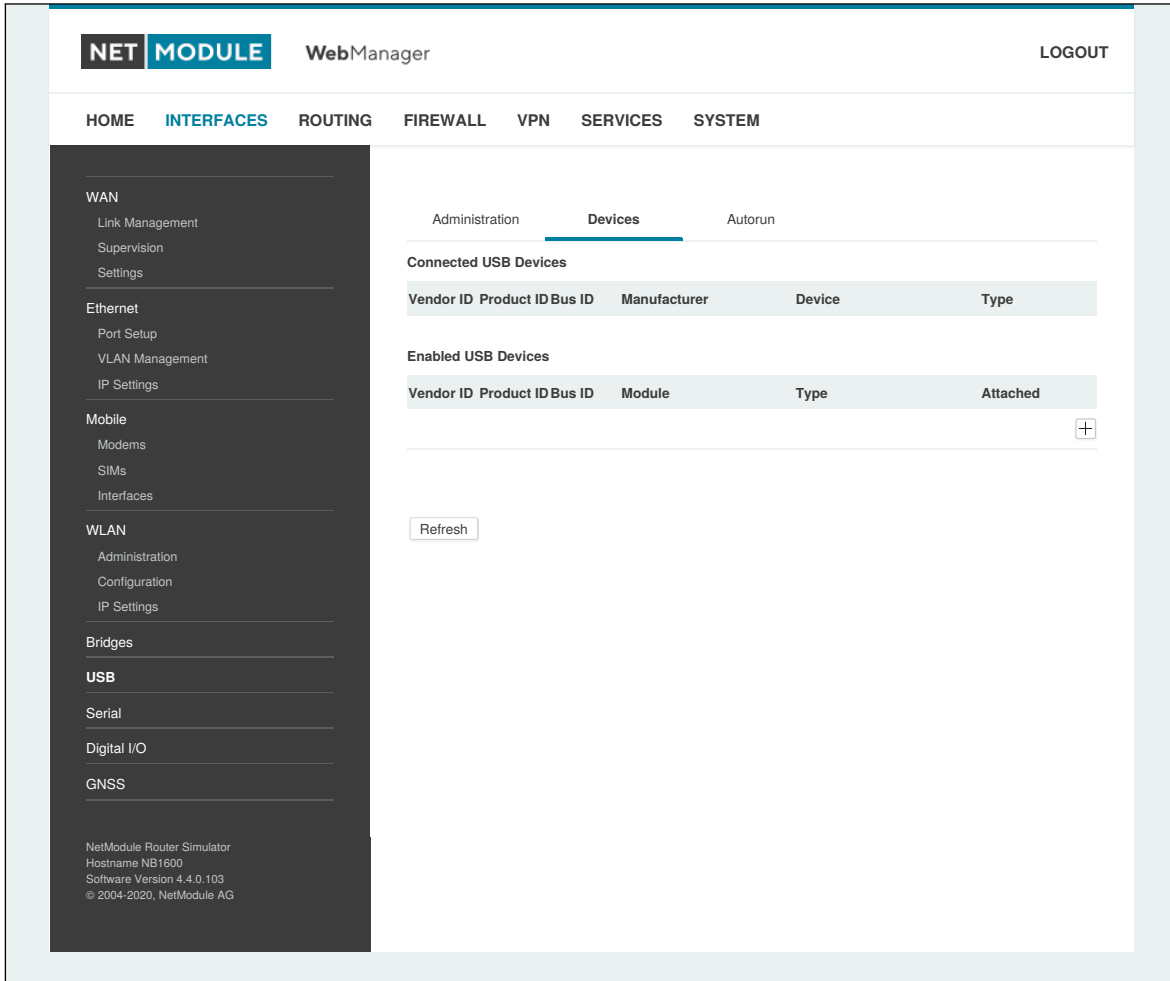 NET MODULE WebManager LOGOUT
HOME INTERFACES ROUTING FIREWALL VPN SERVICES SYSTEM
WAN
Link Management
Supervision
Settings
Ethernet
Port Setup
VLAN Management
IP Settings
Mobile
Modems
SIMs
Interfaces
WLAN
Administration
Configuration
IP Settings
Bridges
USB
Serial
Digital I/O
GNSS
NetModule Router Simulator
Hostname NB1600
Software Version 4.4.0.103
© 2004-2020, NetModule AG
Administration Devices Autorun
Connected USB Devices
Vendor ID Product ID Bus ID Manufacturer Device Type
Enabled USB Devices
Vendor ID Product ID Bus ID Module Type Attached
Refresh